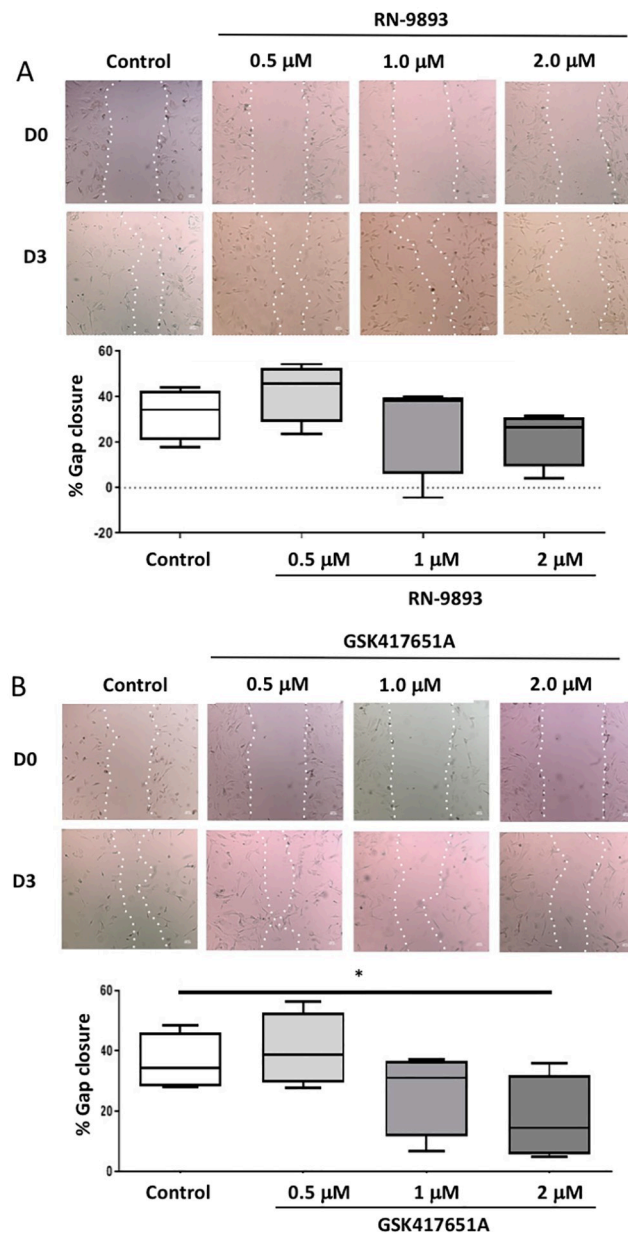 RN-9893
A
Control 0.5 µM 1.0 µM 2.0 µM
D0
D3
60
40
20
0
-20
% Gap closure
Control 0.5 µM 1 µM 2 µM
RN-9893
GSK417651A
B
Control 0.5 µM 1.0 µM 2.0 µM
D0
D3
*
60
40
20
0
% Gap closure
Control 0.5 µM 1 µM 2 µM
GSK417651A